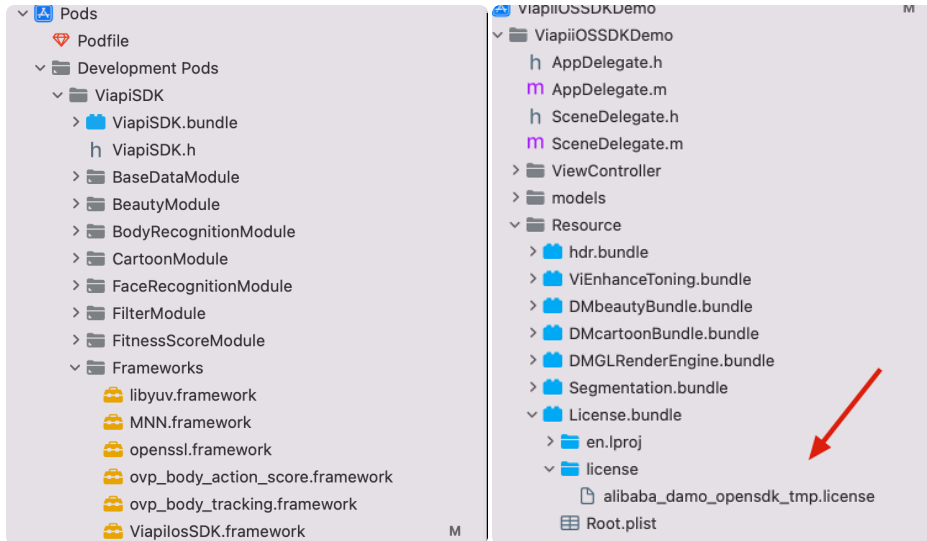 Pods
Podfile
Development Pods
ViapiSDK
ViapiSDK.bundle
h ViapiSDK.h
BaseDataModule
BeautyModule
BodyRecognitionModule
CartoonModule
FaceRecognitionModule
FilterModule
FitnessScoreModule
Frameworks
libyuv.framework
MNN.framework
openssl.framework
ovp_body_action_score.framework
ovp_body_tracking.framework
ViapiIosSDK.framework M
ViapiiOSSDKDemo M
ViapiiOSSDKDemo
h AppDelegate.h
m AppDelegate.m
h SceneDelegate.h
m SceneDelegate.m
ViewController
models
Resource
hdr.bundle
ViEnhanceToning.bundle
DMbeautyBundle.bundle
DMcartoonBundle.bundle
DMGLRenderEngine.bundle
Segmentation.bundle
License.bundle
en.lproj
license
alibaba_damo_opensdk_tmp.license
Root.plist